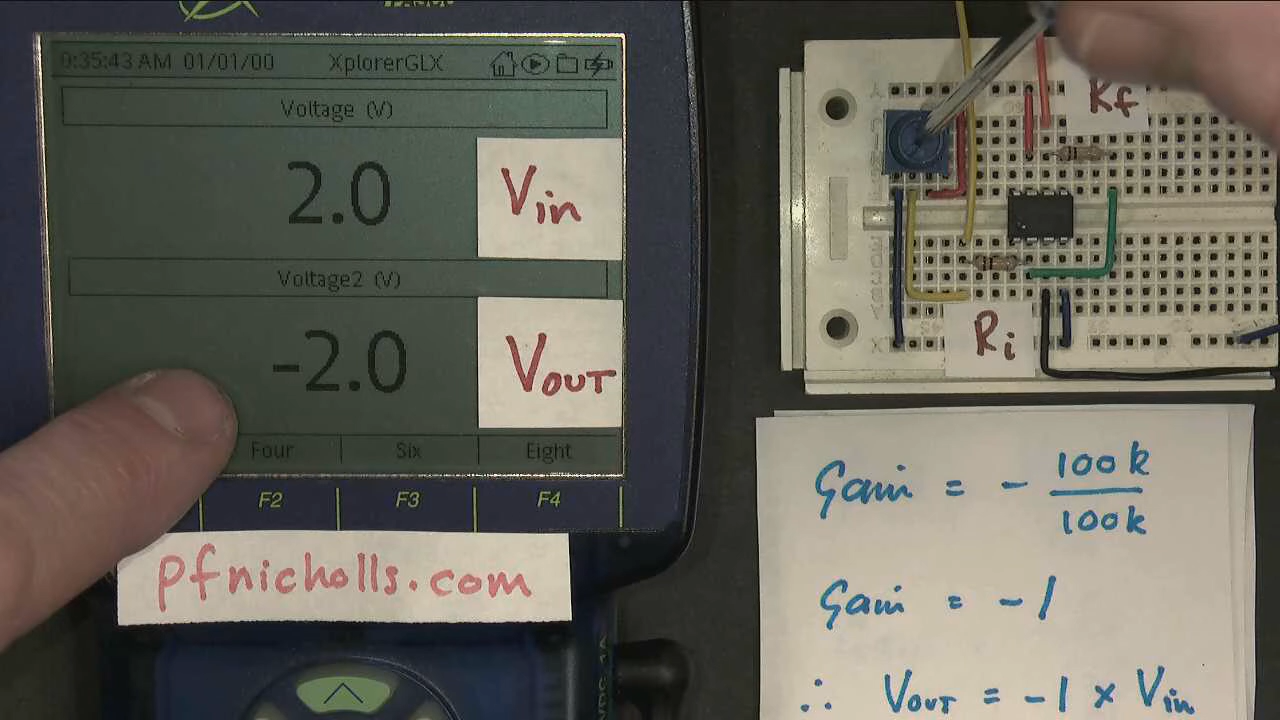 0:35:43 AM 01/01/00 XplorerGLX
Voltage (V)
2.0
Vin
Voltage2 (V)
-2.0
VOUT
Four Six Eight
F2 F3 F4
pfnicholls.com
Rf
Ri
Gain = - 100k
100k
Gain = -1
∴ VOUT = -1 × Vin